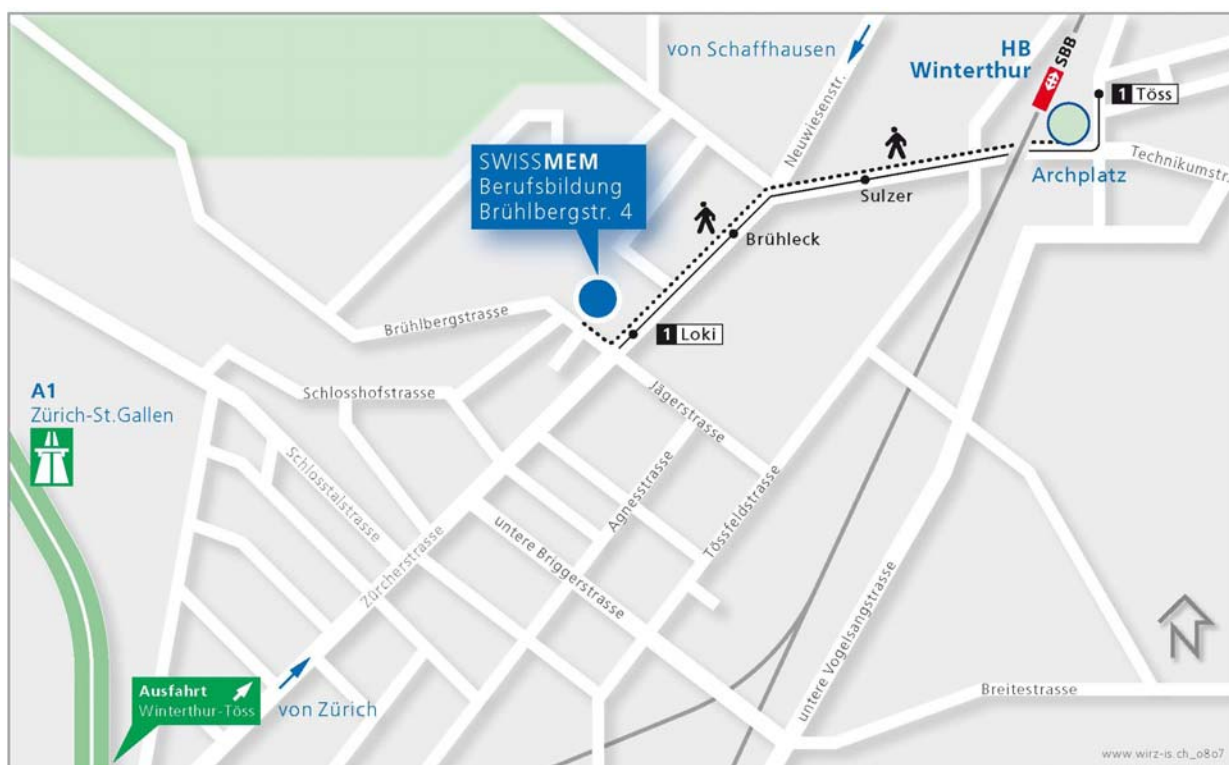 von Schaffhausen
HB
Winterthur
SBB
1 Töss
Neuwiesenstr.
Technikumstr.
Archplatz
SWISSMEM
Berufsbildung
Brühlbergstr. 4
Sulzer
Brühleck
Brühlbergstrasse
1 Loki
A1
Zürich-St.Gallen
Schlosshofstrasse
Jägerstrasse
Schlosstalstrasse
Agnesstrasse
Tössfeldstrasse
Zürcherstrasse
untere Briggerstrasse
untere Vogelsangstrasse
N
Ausfahrt
Winterthur-Töss
von Zürich
Breitestrasse
www.wirz-is.ch_0807